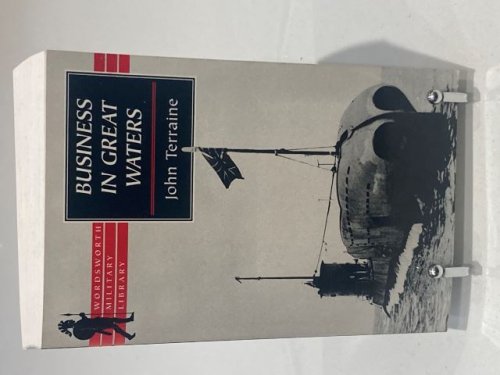 BUSINESS
IN GREAT
WATERS
John Terraine
WORDSWORTH
MILITARY
LIBRARY